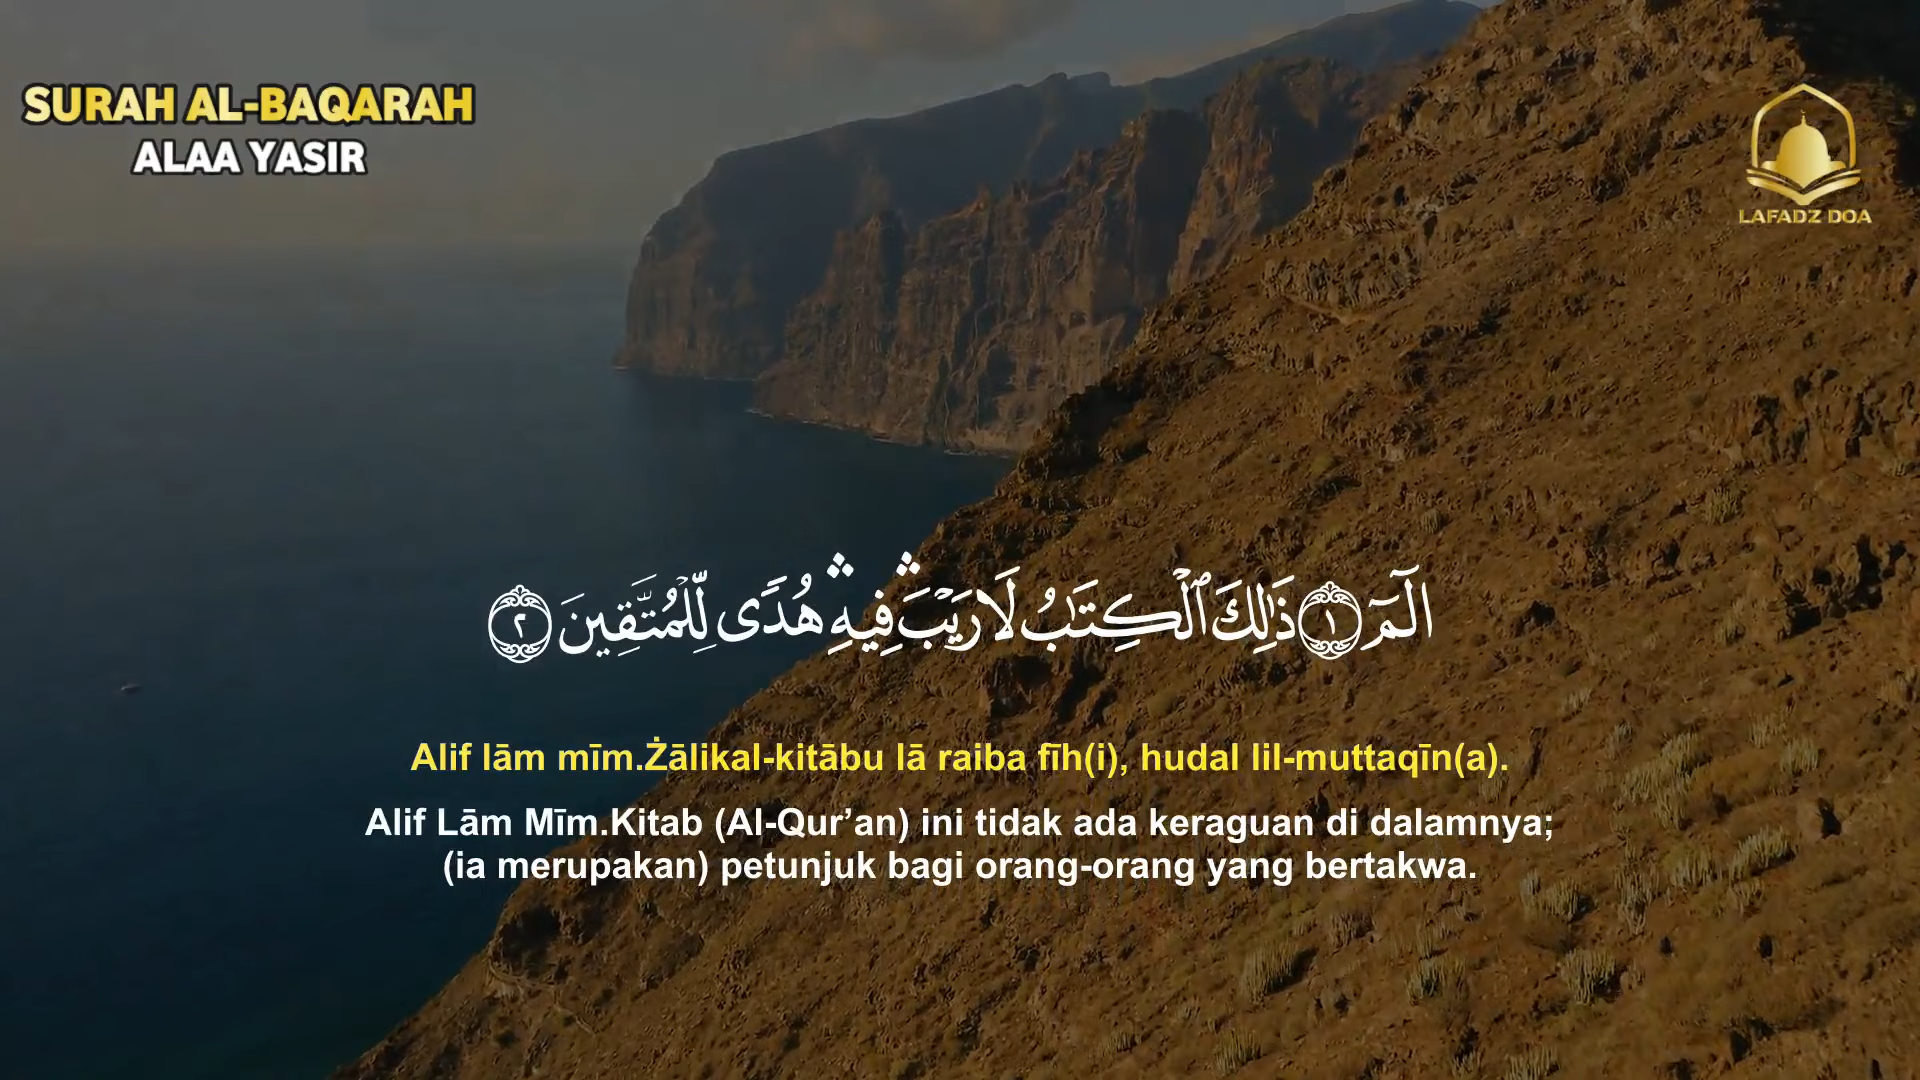 SURAH AL-BAQARAH
ALAA YASIR
LAFADZ DOA
الٓمٓ ١ ذَٰلِكَ ٱلْكِتَـٰبُ لَا رَيْبَ ۛ فِيهِ ۛ هُدًى لِّلْمُتَّقِينَ ٢
Alif lām mīm.Żālikal-kitābu lā raiba fīh(i), hudal lil-muttaqīn(a).
Alif Lām Mīm.Kitab (Al-Qur’an) ini tidak ada keraguan di dalamnya;
(ia merupakan) petunjuk bagi orang-orang yang bertakwa.